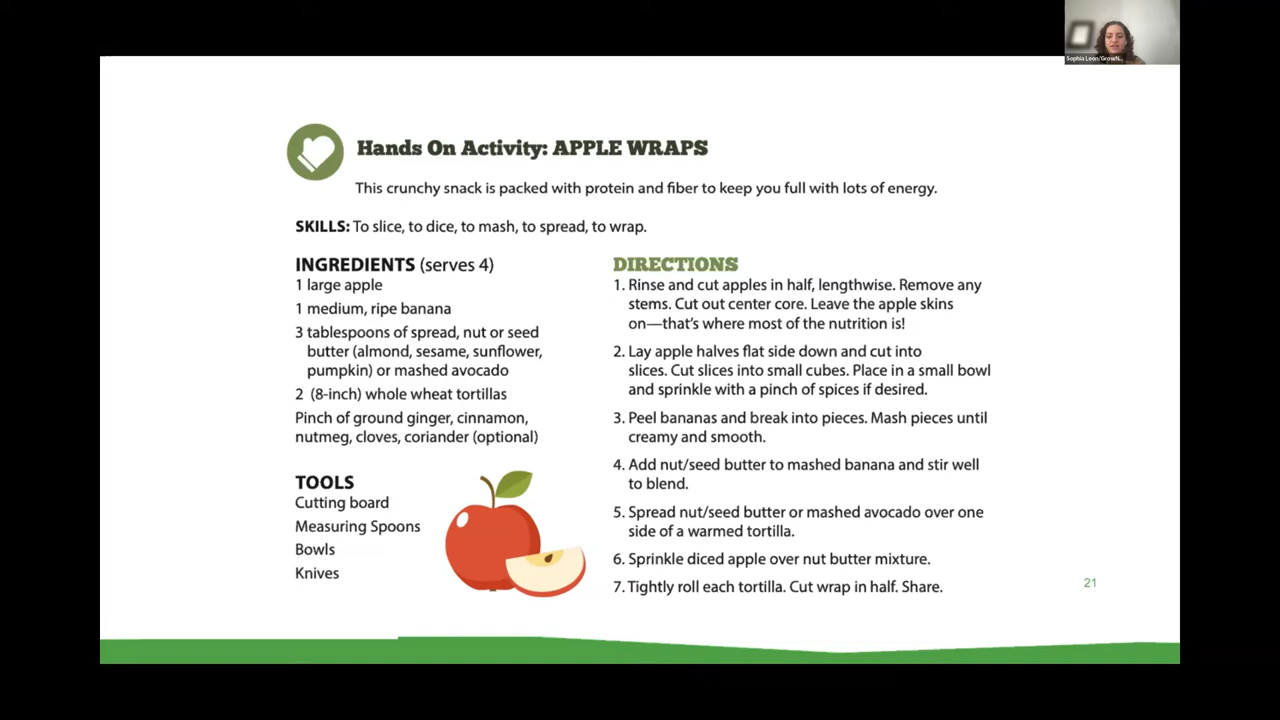 Sophia Leon/GrowN...
Hands On Activity: APPLE WRAPS
This crunchy snack is packed with protein and fiber to keep you full with lots of energy.
SKILLS: To slice, to dice, to mash, to spread, to wrap.
INGREDIENTS (serves 4)
1 large apple
1 medium, ripe banana
3 tablespoons of spread, nut or seed
butter (almond, sesame, sunflower,
pumpkin) or mashed avocado
2 (8-inch) whole wheat tortillas
Pinch of ground ginger, cinnamon,
nutmeg, cloves, coriander (optional)
TOOLS
Cutting board
Measuring Spoons
Bowls
Knives
DIRECTIONS
1. Rinse and cut apples in half, lengthwise. Remove any
stems. Cut out center core. Leave the apple skins
on—that's where most of the nutrition is!
2. Lay apple halves flat side down and cut into
slices. Cut slices into small cubes. Place in a small bowl
and sprinkle with a pinch of spices if desired.
3. Peel bananas and break into pieces. Mash pieces until
creamy and smooth.
4. Add nut/seed butter to mashed banana and stir well
to blend.
5. Spread nut/seed butter or mashed avocado over one
side of a warmed tortilla.
6. Sprinkle diced apple over nut butter mixture.
7. Tightly roll each tortilla. Cut wrap in half. Share.
21